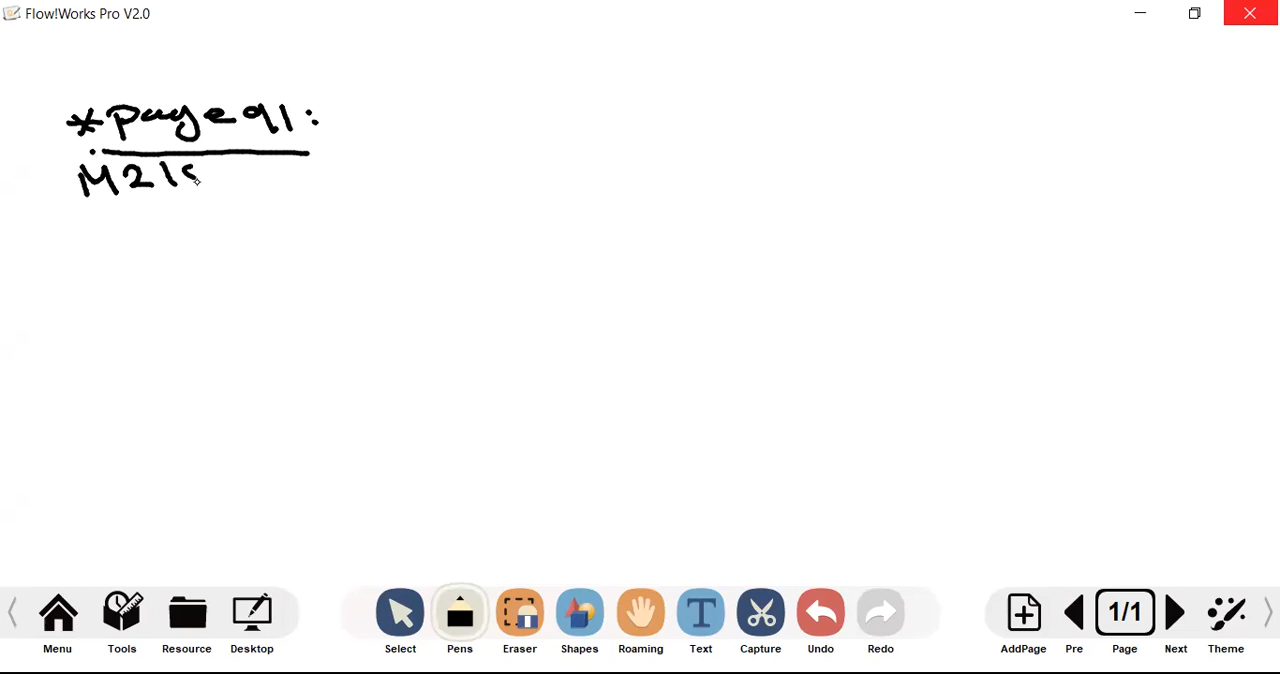 Flow!Works Pro V2.0
*page 91:
Menu Tools Resource Desktop Select Pens Eraser Shapes Roaming Text Capture Undo Redo AddPage Pre 1/1 Page Next Theme